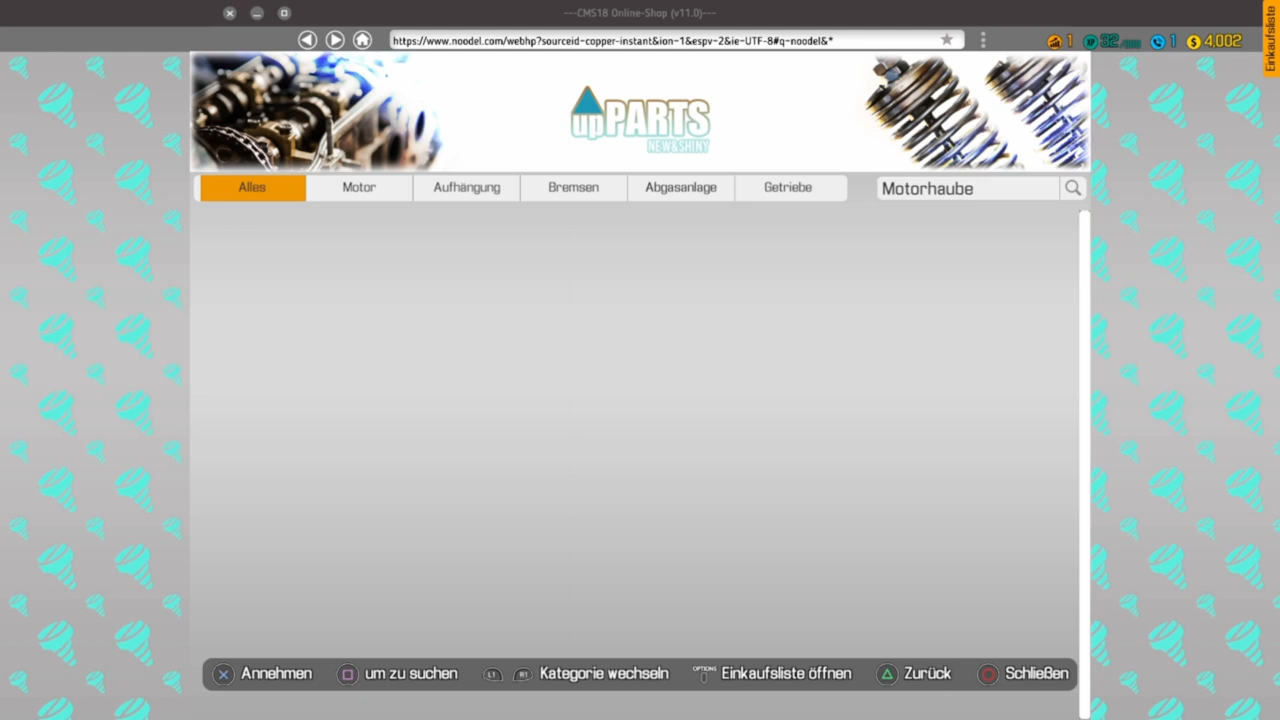 ---CMS18 Online-Shop (v11.0)---
https://www.noodel.com/webhp?sourceid-copper-instant&ion-1&espv-2&ie-UTF-8#q-noodel&*
1
XP 32
1
$ 4,002
Einkaufsliste
upPARTS
NEW&SHINY
Alles
Motor
Aufhängung
Bremsen
Abgasanlage
Getriebe
Motorhaube
Annehmen
um zu suchen
L1 R1 Kategorie wechseln
OPTIONS Einkaufsliste öffnen
Zurück
Schließen